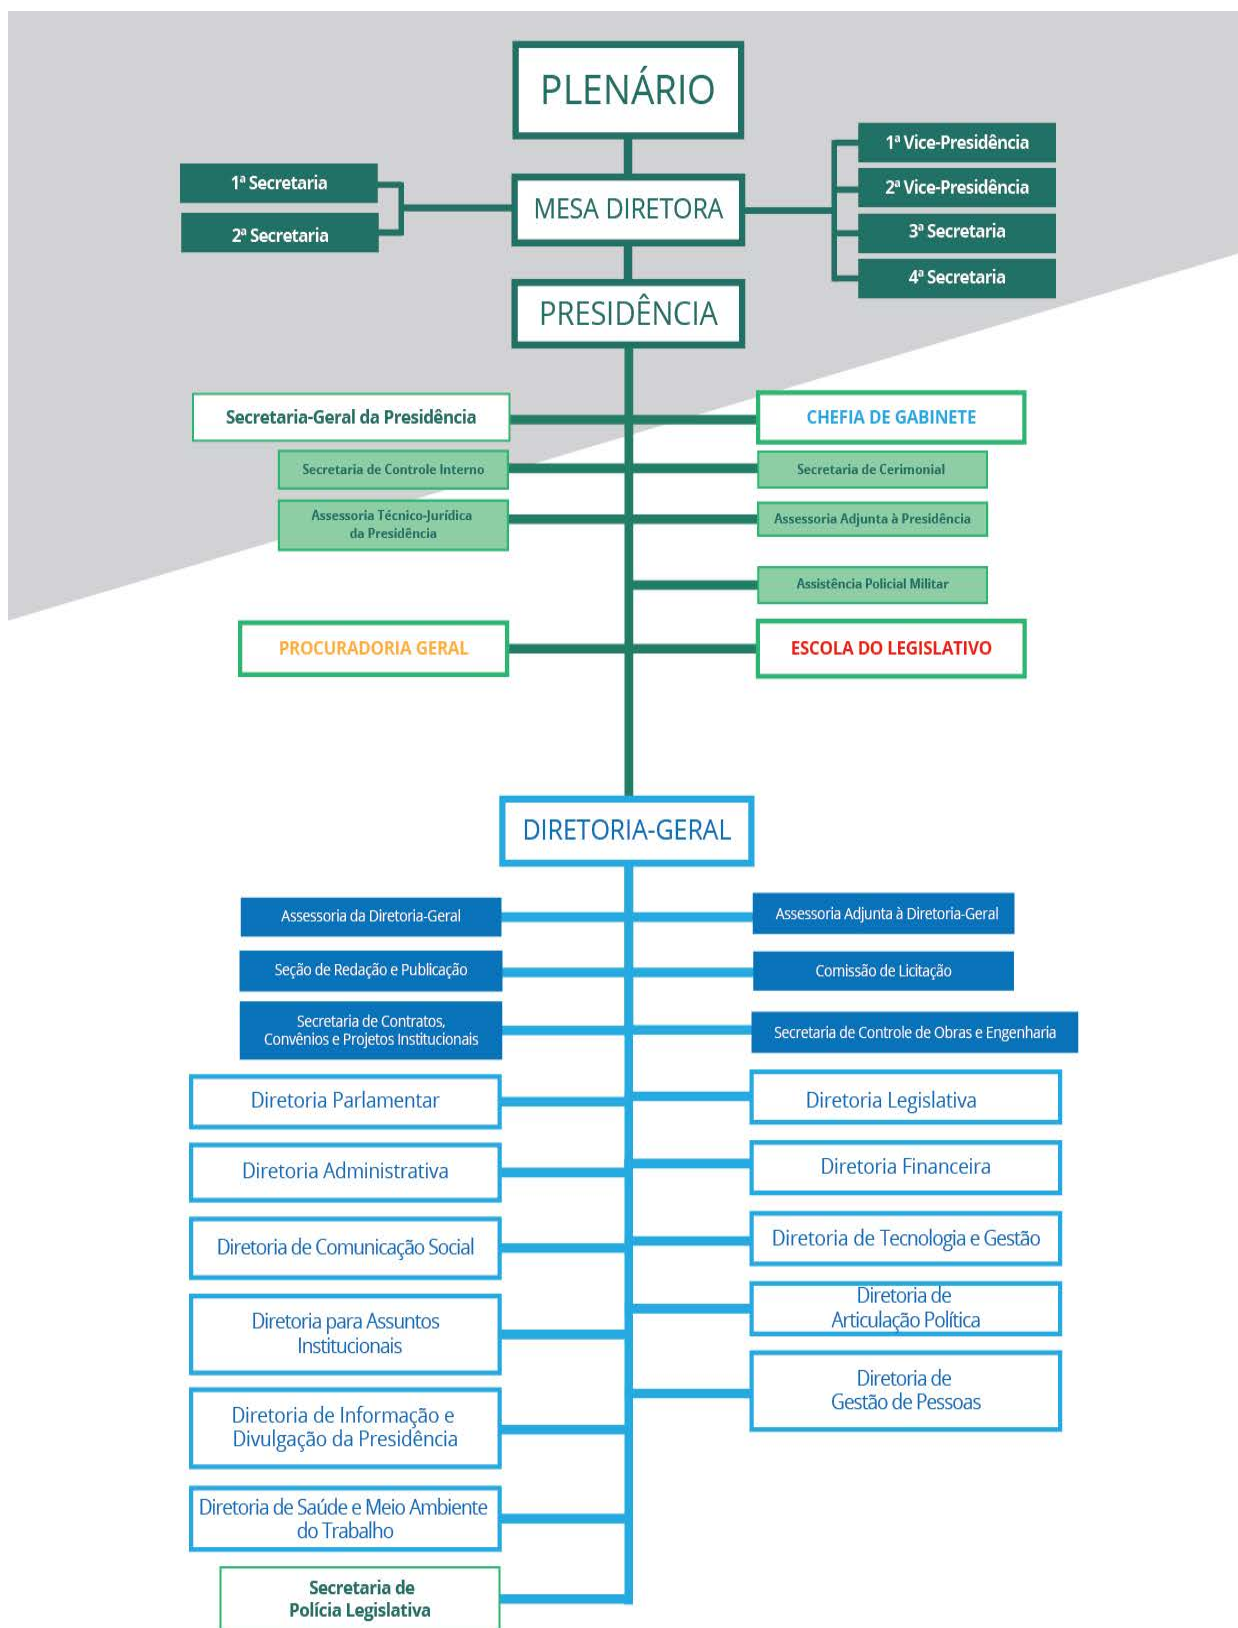 PLENÁRIO
1ª Vice-Presidência
1ª Secretaria
2ª Vice-Presidência
MESA DIRETORA
2ª Secretaria
3ª Secretaria
4ª Secretaria
PRESIDÊNCIA
Secretaria-Geral da Presidência
CHEFIA DE GABINETE
Secretaria de Controle Interno
Secretaria de Cerimonial
Assessoria Técnico-Jurídica
da Presidência
Assessoria Adjunta à Presidência
Assistência Policial Militar
PROCURADORIA GERAL
ESCOLA DO LEGISLATIVO
DIRETORIA-GERAL
Assessoria da Diretoria-Geral
Assessoria Adjunta à Diretoria-Geral
Seção de Redação e Publicação
Comissão de Licitação
Secretaria de Contratos,
Convênios e Projetos Institucionais
Secretaria de Controle de Obras e Engenharia
Diretoria Parlamentar
Diretoria Legislativa
Diretoria Administrativa
Diretoria Financeira
Diretoria de Comunicação Social
Diretoria de Tecnologia e Gestão
Diretoria para Assuntos
Institucionais
Diretoria de
Articulação Política
Diretoria de Informação e
Divulgação da Presidência
Diretoria de
Gestão de Pessoas
Diretoria de Saúde e Meio Ambiente
do Trabalho
Secretaria de
Polícia Legislativa